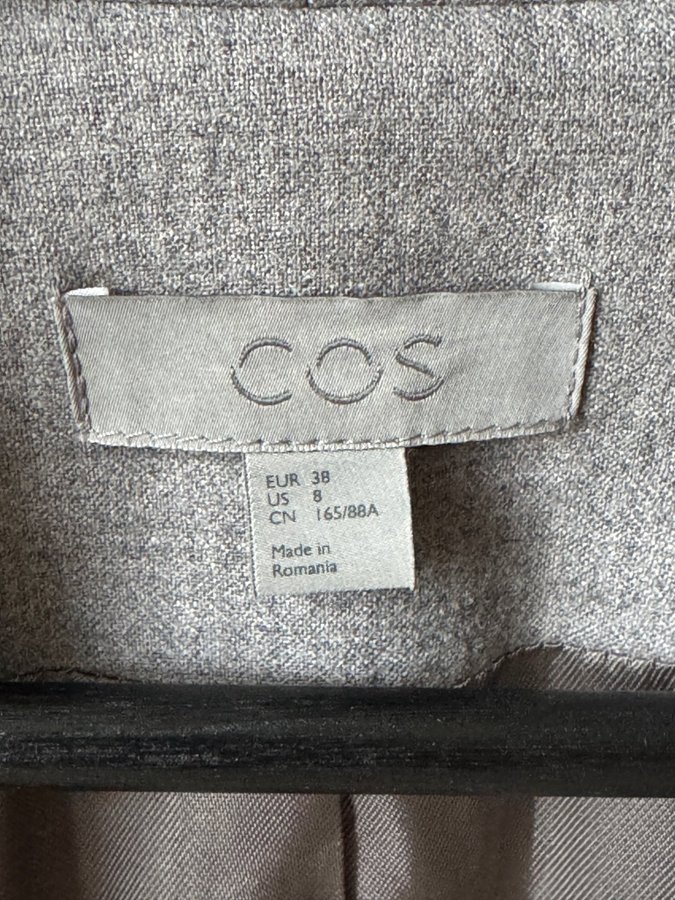 COS
EUR 38
US 8
CN 165/88A
Made in
Romania